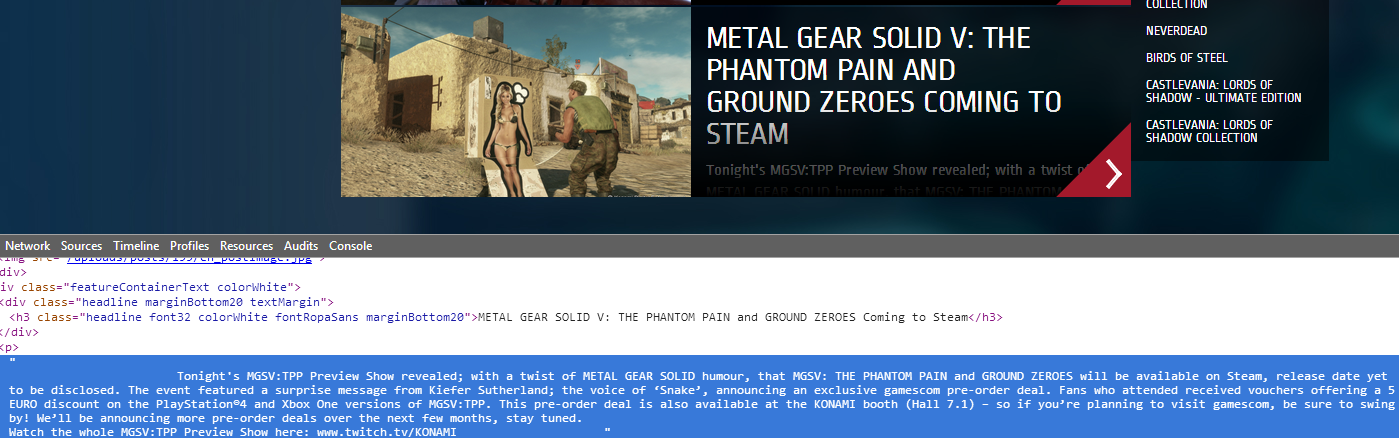 COLLECTION
METAL GEAR SOLID V: THE
PHANTOM PAIN AND
GROUND ZEROES COMING TO
STEAM
Tonight's MGSV:TPP Preview Show revealed; with a twist of
METAL GEAR SOLID humour, that MGSV: THE PHANTOM
NEVERDEAD
BIRDS OF STEEL
CASTLEVANIA: LORDS OF
SHADOW - ULTIMATE EDITION
CASTLEVANIA: LORDS OF
SHADOW COLLECTION
Network Sources Timeline Profiles Resources Audits Console
<img src="/uploads/posts/199/en_postimage.jpg">
div>
iv class="featureContainerText colorWhite">
<div class="headline marginBottom20 textMargin">
<h3 class="headline font32 colorWhite fontRopaSans marginBottom20">METAL GEAR SOLID V: THE PHANTOM PAIN and GROUND ZEROES Coming to Steam</h3>
</div>
<p>
"
Tonight's MGSV:TPP Preview Show revealed; with a twist of METAL GEAR SOLID humour, that MGSV: THE PHANTOM PAIN and GROUND ZEROES will be available on Steam, release date yet
to be disclosed. The event featured a surprise message from Kiefer Sutherland; the voice of ‘Snake’, announcing an exclusive gamescom pre-order deal. Fans who attended received vouchers offering a 5
EURO discount on the PlayStation®4 and Xbox One versions of MGSV:TPP. This pre-order deal is also available at the KONAMI booth (Hall 7.1) – so if you’re planning to visit gamescom, be sure to swing
by! We’ll be announcing more pre-order deals over the next few months, stay tuned.
Watch the whole MGSV:TPP Preview Show here: www.twitch.tv/KONAMI "